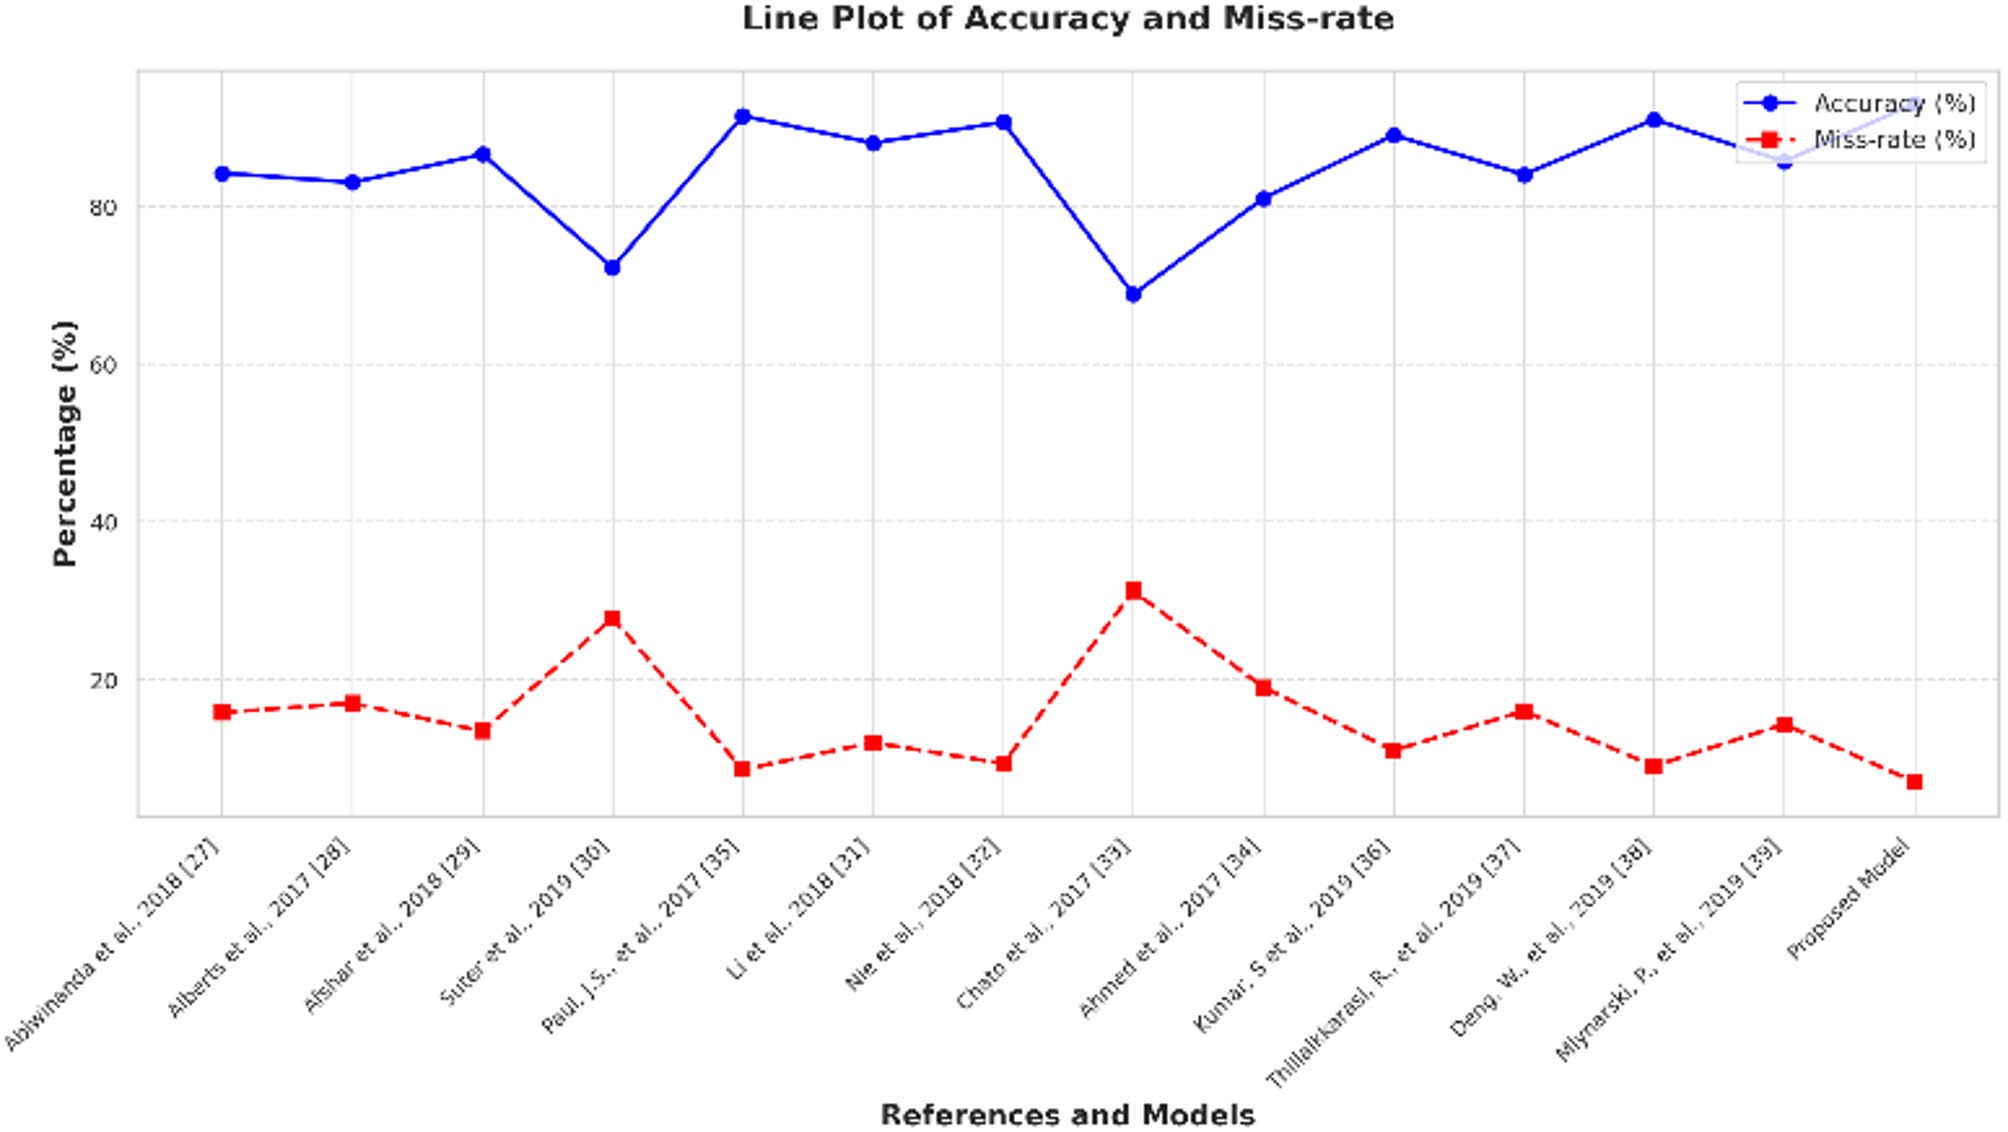 Line Plot of Accuracy and Miss-rate
Accuracy (%)
Miss-rate (%)
Percentage (%)
80
60
40
20
Abiwinanda et al., 2018 [27]
Alberts et al., 2017 [28]
Afshar et al., 2018 [29]
Suter et al., 2019 [30]
Paul, J.S., et al., 2017 [35]
Li et al., 2018 [31]
Nie et al., 2018 [32]
Chato et al., 2017 [33]
Ahmed et al., 2017 [34]
Kumar, S et al., 2019 [36]
Thillaikkarasi, R., et al., 2019 [37]
Deng, W., et al., 2019 [38]
Mlynarski, P., et al., 2019 [39]
Proposed Model
References and Models